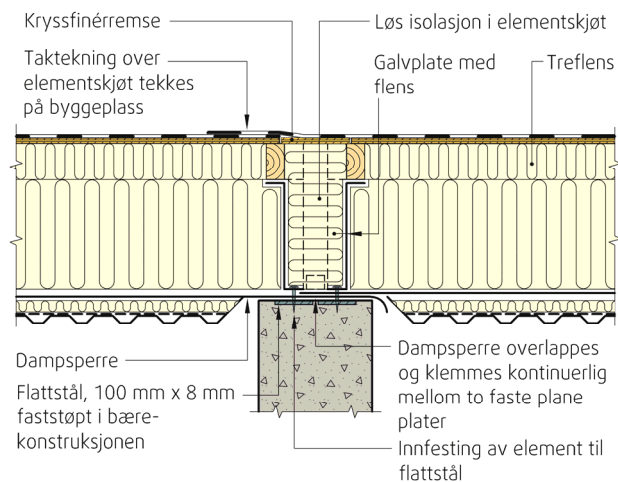 Kryssfinérremse
Løs isolasjon i elementskjøt
Taktekning over
elementskjøt tekkes
på byggeplass
Galvplate med
flens
Treflens
Dampsperre
Flattstål, 100 mm x 8 mm
faststøpt i bære-
konstruksjonen
Dampsperre overlappes
og klemmes kontinuerlig
mellom to faste plane
plater
Innfesting av element til
flattstål